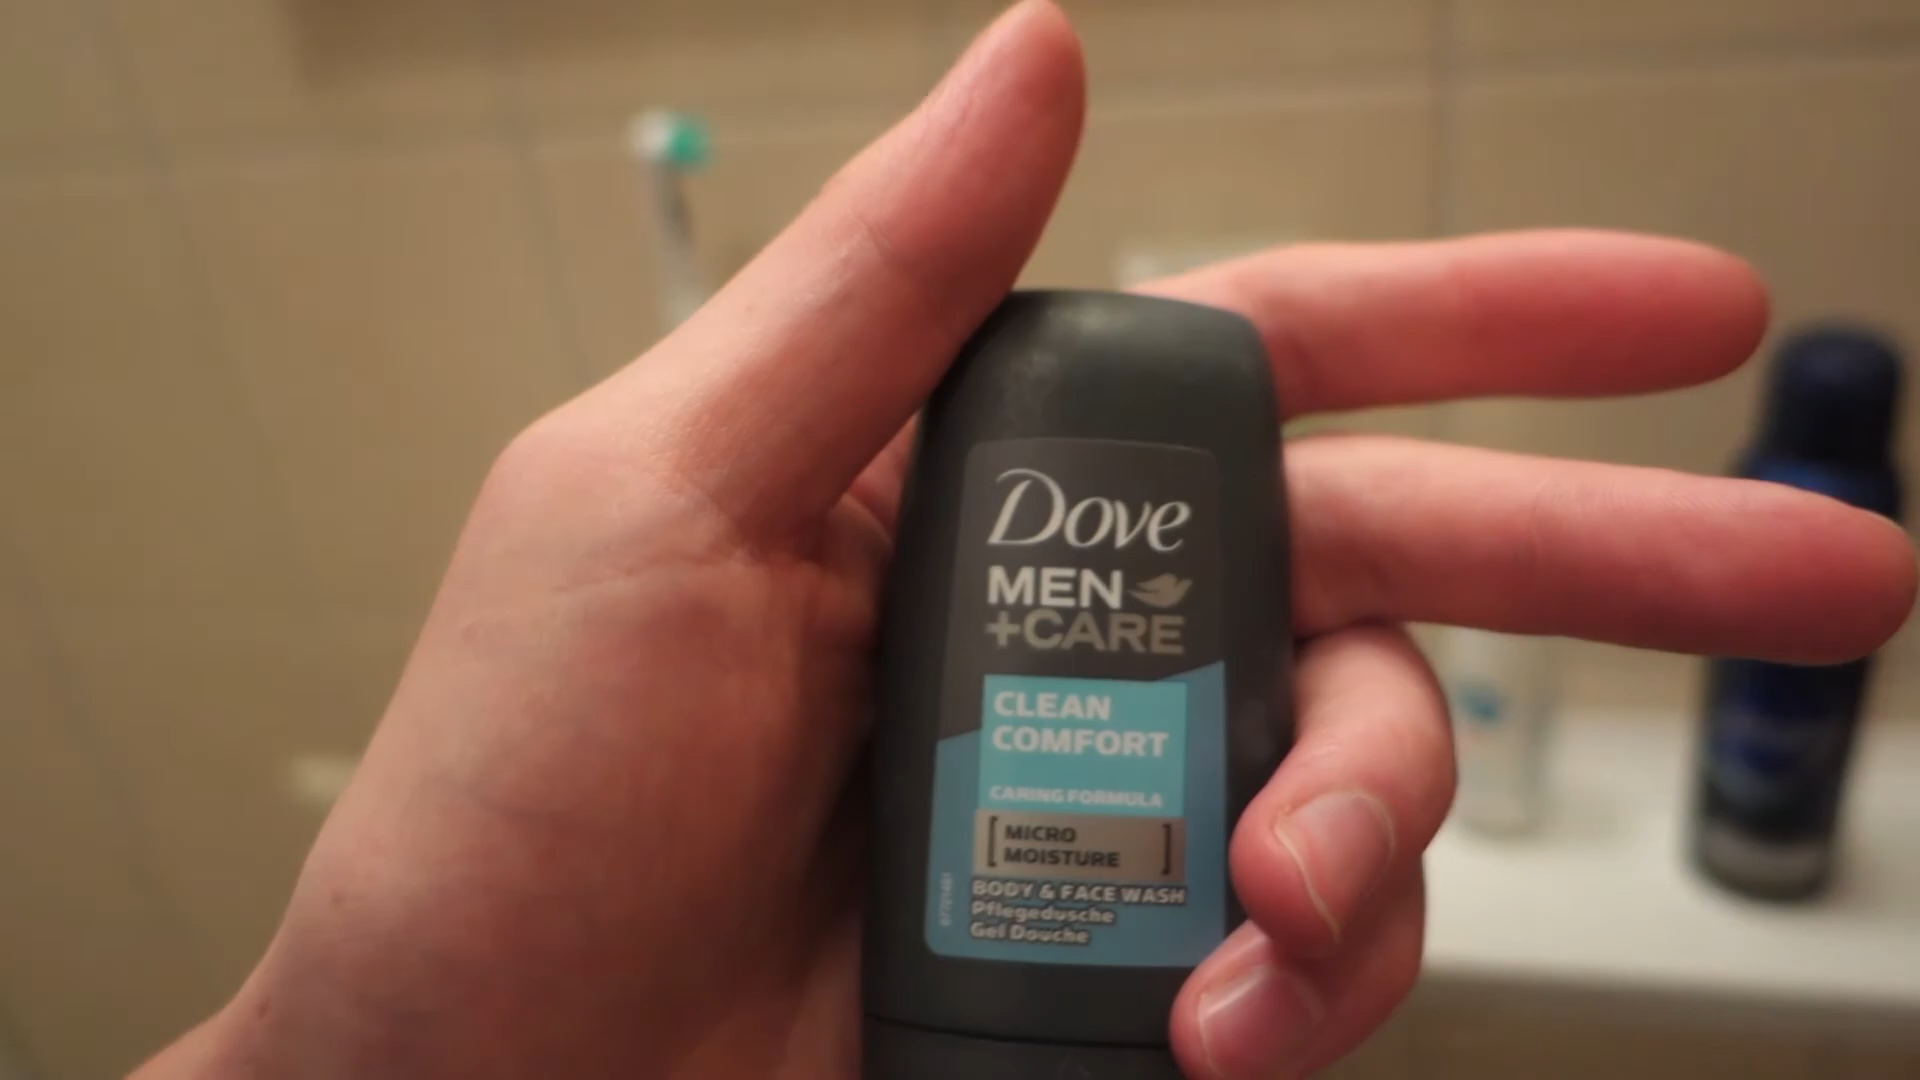 Dove
MEN
+CARE
CLEAN
COMFORT
CARING FORMULA
[MICRO
MOISTURE]
BODY & FACE WASH
Pflegedusche
Gel Douche